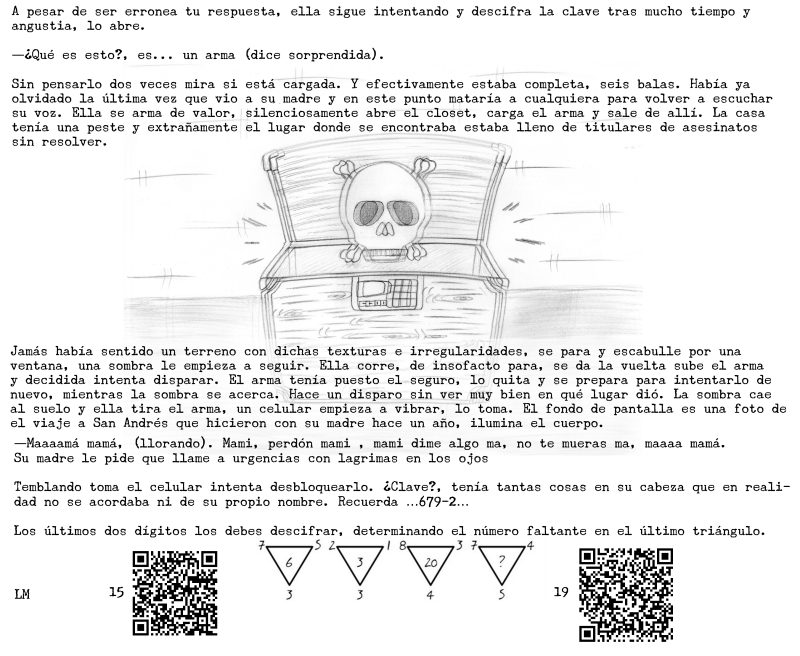 A pesar de ser erronea tu respuesta, ella sigue intentando y descifra la clave tras mucho tiempo y
angustia, lo abre.
—¿Qué es esto?, es... un arma (dice sorprendida).
Sin pensarlo dos veces mira si está cargada. Y efectivamente estaba completa, seis balas. Había ya
olvidado la última vez que vio a su madre y en este punto mataría a cualquiera para volver a escuchar
su voz. Ella se arma de valor, silenciosamente abre el closet, carga el arma y sale de allí. La casa
tenía una peste y extrañamente el lugar donde se encontraba estaba lleno de titulares de asesinatos
sin resolver.
Jamás había sentido un terreno con dichas texturas e irregularidades, se para y escabulle por una
ventana, una sombra le empieza a seguir. Ella corre, de insofacto para, se da la vuelta sube el arma
y decidida intenta disparar. El arma tenía puesto el seguro, lo quita y se prepara para intentarlo de
nuevo, mientras la sombra se acerca. Hace un disparo sin ver muy bien en qué lugar dió. La sombra cae
al suelo y ella tira el arma, un celular empieza a vibrar, lo toma. El fondo de pantalla es una foto de
el viaje a San Andrés que hicieron con su madre hace un año, ilumina el cuerpo.
—Maaaamá mamá, (llorando). Mami, perdón mami , mami dime algo ma, no te mueras ma, maaaa mamá.
Su madre le pide que llame a urgencias con lagrimas en los ojos
Temblando toma el celular intenta desbloquearlo. ¿Clave?, tenía tantas cosas en su cabeza que en reali-
dad no se acordaba ni de su propio nombre. Recuerda ...679-2...
Los últimos dos dígitos los debes descifrar, determinando el número faltante en el último triángulo.
7 5 2 1 8 3 7 4
6 3 20 ?
3 3 4 5
LM 15 19